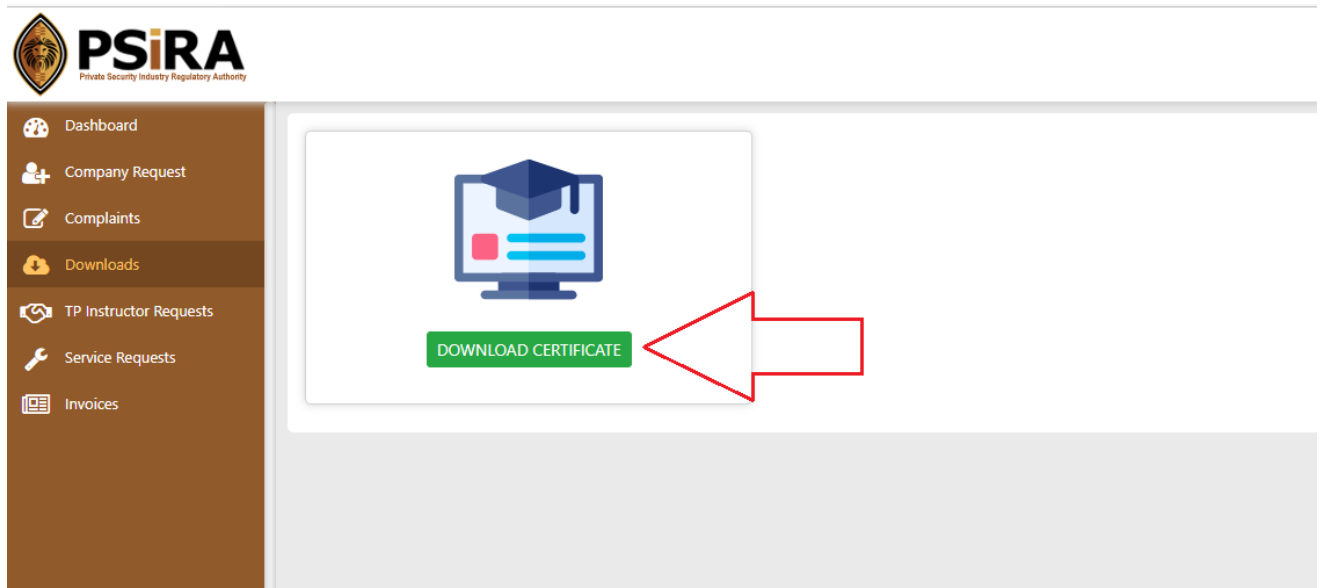 PSiRA
Private Security Industry Regulatory Authority
Dashboard
Company Request
Complaints
Downloads
TP Instructor Requests
Service Requests
Invoices
DOWNLOAD CERTIFICATE